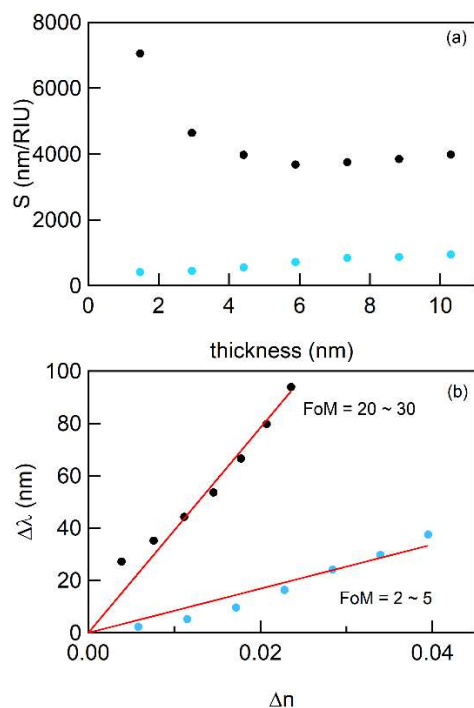 (a)
8000
6000
4000
2000
0
S (nm/RIU)
0 2 4 6 8 10
thickness (nm)
(b)
100
80
60
40
20
0
Δλ (nm)
FoM = 20 ~ 30
FoM = 2 ~ 5
0.00 0.02 0.04
Δn